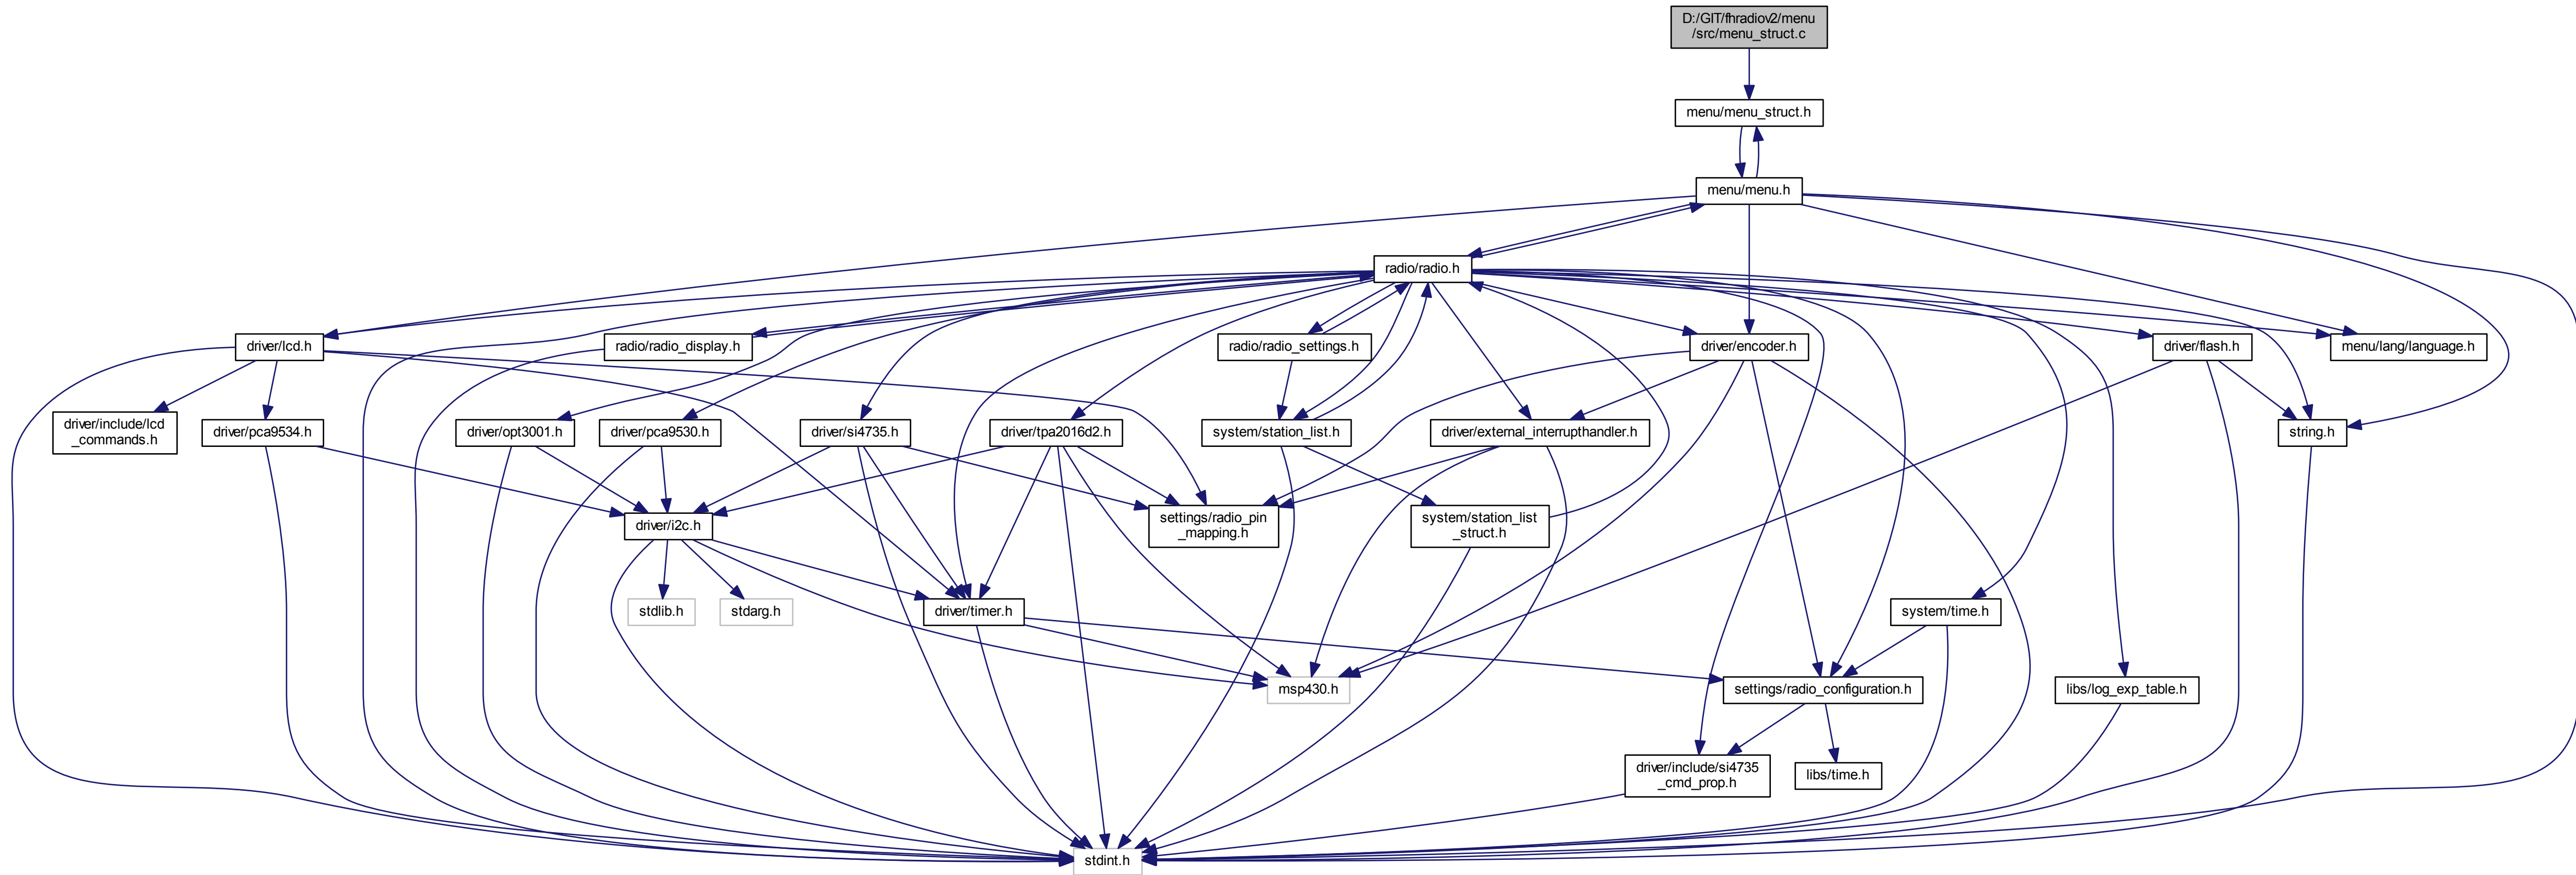 D:/GIT/fhradiov2/menu
/src/menu_struct.c
menu/menu_struct.h
menu/menu.h
radio/radio.h
driver/lcd.h
radio/radio_display.h
radio/radio_settings.h
driver/encoder.h
driver/flash.h
menu/lang/language.h
driver/include/lcd
_commands.h
driver/pca9534.h
driver/opt3001.h
driver/pca9530.h
driver/si4735.h
driver/tpa2016d2.h
system/station_list.h
driver/external_interrupthandler.h
string.h
driver/i2c.h
settings/radio_pin
_mapping.h
system/station_list
_struct.h
stdlib.h
stdarg.h
driver/timer.h
system/time.h
msp430.h
settings/radio_configuration.h
libs/log_exp_table.h
driver/include/si4735
_cmd_prop.h
libs/time.h
stdint.h